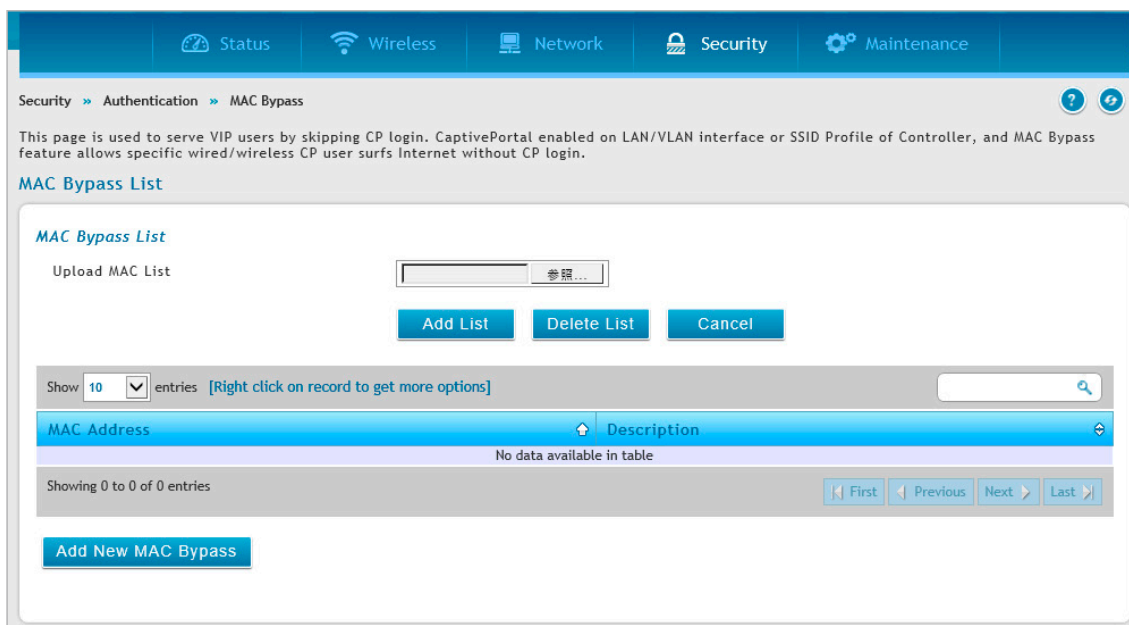 Status Wireless Network Security Maintenance
Security » Authentication » MAC Bypass
This page is used to serve VIP users by skipping CP login. CaptivePortal enabled on LAN/VLAN interface or SSID Profile of Controller, and MAC Bypass
feature allows specific wired/wireless CP user surfs Internet without CP login.
MAC Bypass List
MAC Bypass List
Upload MAC List 参照...
Add List Delete List Cancel
Show 10 entries [Right click on record to get more options]
MAC Address Description
No data available in table
Showing 0 to 0 of 0 entries First Previous Next Last
Add New MAC Bypass